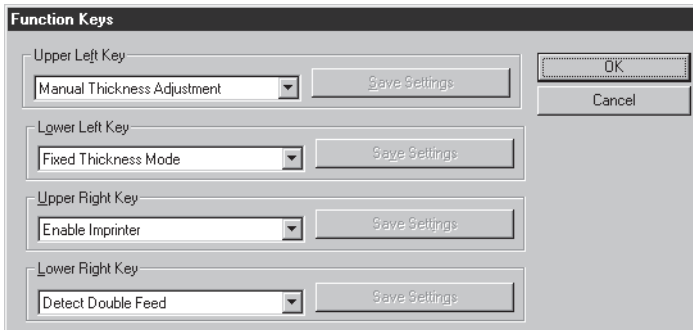 Function Keys
Upper Left Key
Manual Thickness Adjustment
Save Settings
OK
Cancel
Lower Left Key
Fixed Thickness Mode
Save Settings
Upper Right Key
Enable Imprinter
Save Settings
Lower Right Key
Detect Double Feed
Save Settings